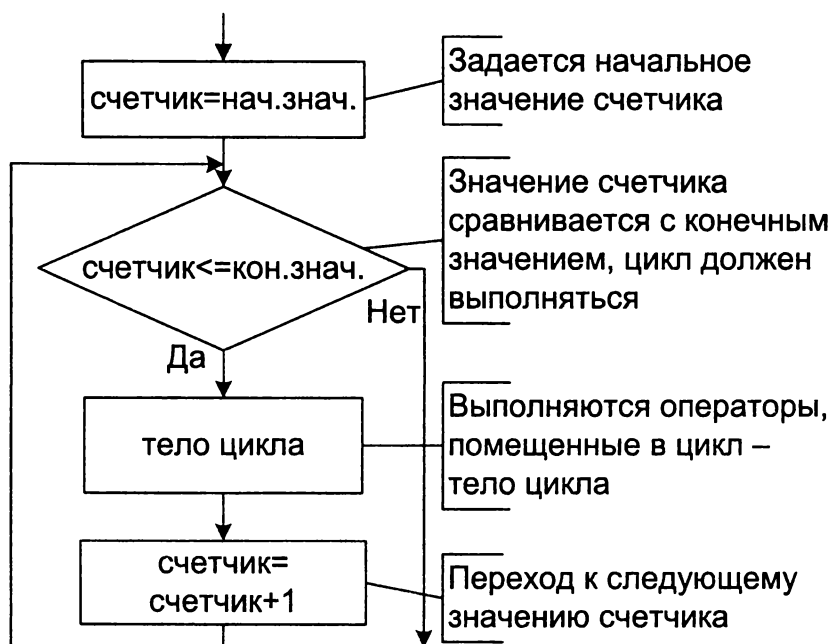 счетчик=нач.знач.
Задается начальное
значение счетчика
счетчик<=кон.знач.
Значение счетчика
сравнивается с конечным
значением, цикл должен
выполняться
Нет
Да
тело цикла
Выполняются операторы,
помещенные в цикл –
тело цикла
счетчик=
счетчик+1
Переход к следующему
значению счетчика